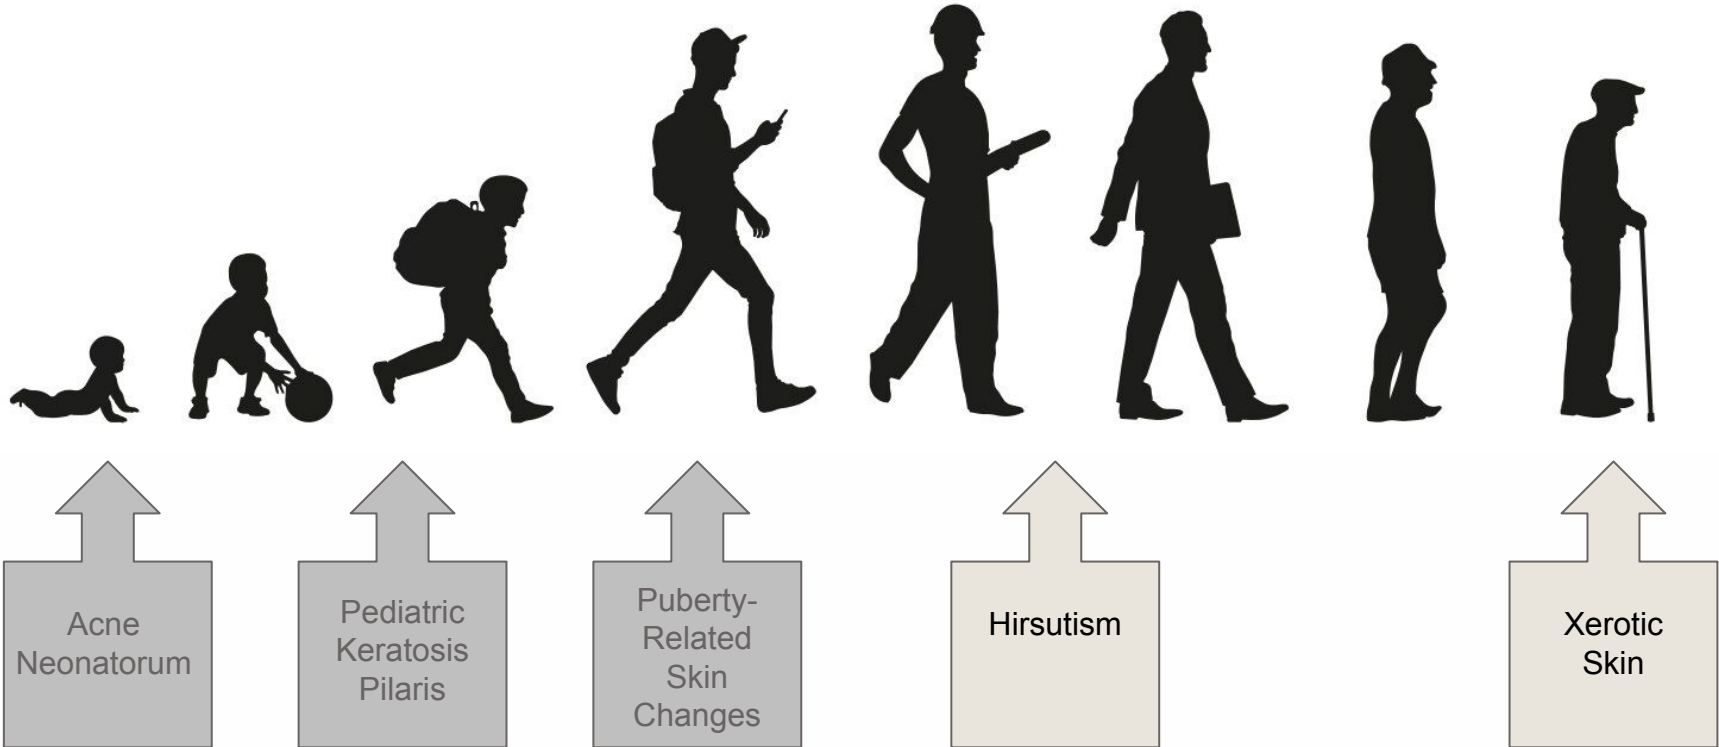 Acne
Neonatorum
Pediatric
Keratosis
Pilaris
Puberty-
Related
Skin
Changes
Hirsutism
Xerotic
Skin